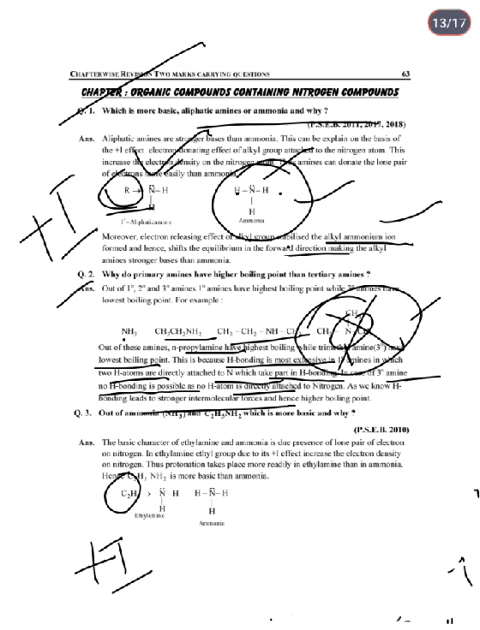 13/17
CHAPTERWISE REVISION TWO MARKS CARRYING QUESTIONS 63
CHAPTER : ORGANIC COMPOUNDS CONTAINING NITROGEN COMPOUNDS
Q. 1. Which is more basic, aliphatic amines or ammonia and why ?
(P.S.E.B. 2011, 2017, 2018)
Ans. Aliphatic amines are stronger bases than ammonia. This can be explain on the basis of
the +I effect electron donating effect of alkyl group attached to the nitrogen atom. This
increase the electron density on the nitrogen atom. Thus amines can donate the lone pair
of electrons more easily than ammonia
R → N̈ – H H – N̈ – H
H H
1°-Aliphatic amine Ammonia
+I
Moreover, electron releasing effect of alkyl group stabilised the alkyl ammonium ion
formed and hence, shifts the equilibrium in the forward direction making the alkyl
amines stronger bases than ammonia.
Q. 2. Why do primary amines have higher boiling point than tertiary amines ?
Ans. Out of 1°, 2° and 3° amines 1° amines have highest boiling point while 3° amines have
lowest boiling point. For example :
CH₃
NH₃ CH₃CH₂NH₂ CH₃ – CH₂ – NH – CH₃ CH₃ – N – CH₃
Out of these amines, n-propylamine have highest boiling while trimethyl amine(3°) has
lowest boiling point. This is because H-bonding is most extensive in 1° amines in which
two H-atoms are directly attached to N which take part in H-bonding. In case of 3° amine
no H-bonding is possible as no H-atom is directly attached to Nitrogen. As we know H-
bonding leads to stronger intermolecular forces and hence higher boiling point.
Q. 3. Out of ammonia (NH₃) and C₂H₅NH₂ which is more basic and why ?
(P.S.E.B. 2010)
Ans. The basic character of ethylamine and ammonia is due presence of lone pair of electron
on nitrogen. In ethylamine ethyl group due to its +I effect increase the electron density
on nitrogen. Thus protonation takes place more readily in ethylamine than in ammonia.
Hence C₂H₅ NH₂ is more basic than ammonia.
C₂H₅ → N̈ H H – N̈ – H
H H
Ethylamine Ammonia
+I